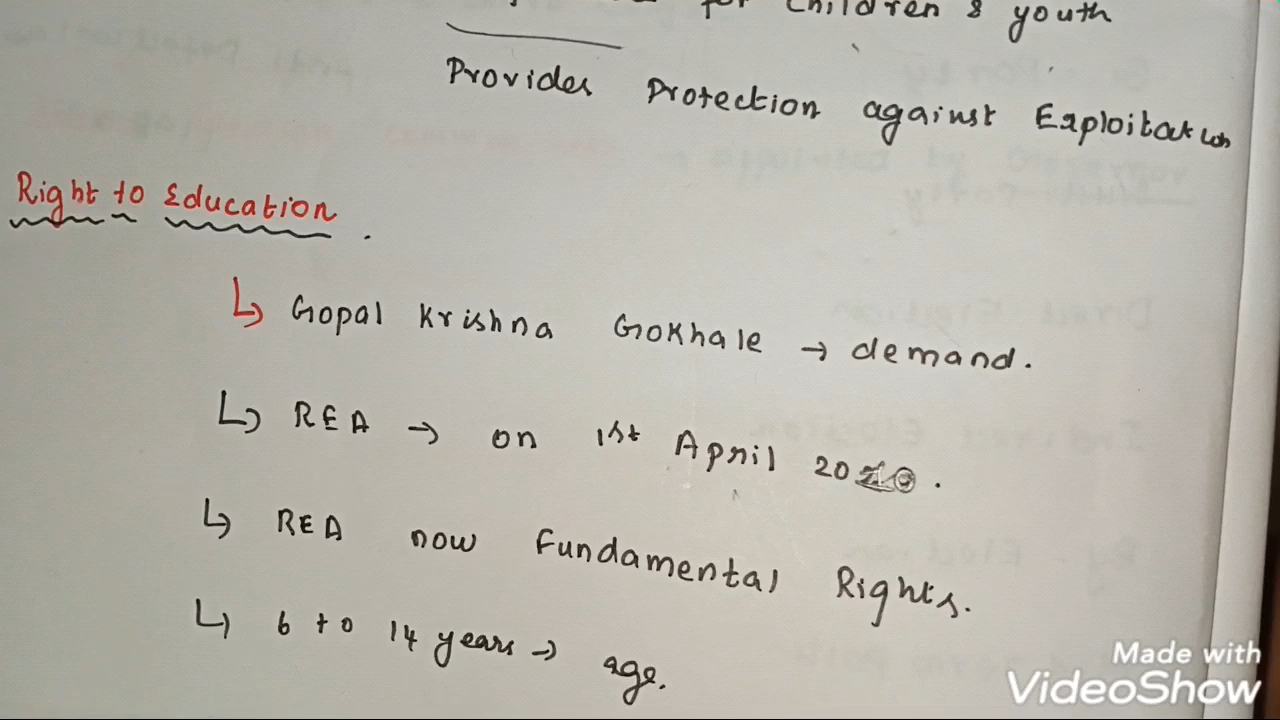 for children & youth
Provides Protection against Exploitation
Right to Education.
↳ Gopal Krishna Gokhale → demand.
↳ REA → on 1st April 2010.
↳ REA now Fundamental Rights.
↳ 6 to 14 years → age.
Made with
VideoShow